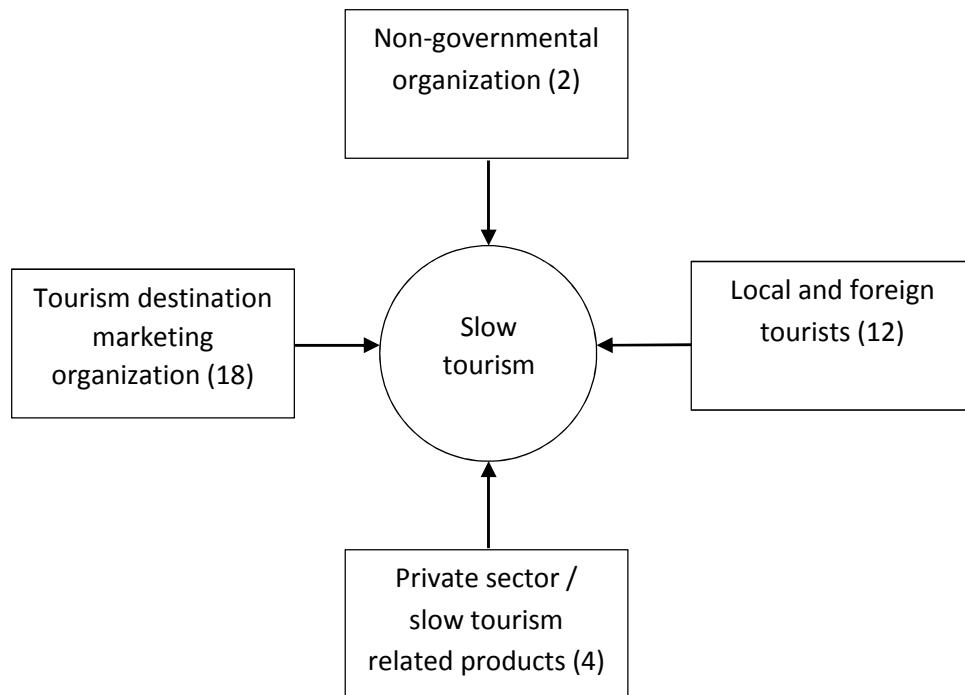 Non-governmental
organization (2)
Tourism destination
marketing
organization (18)
Slow
tourism
Local and foreign
tourists (12)
Private sector /
slow tourism
related products (4)